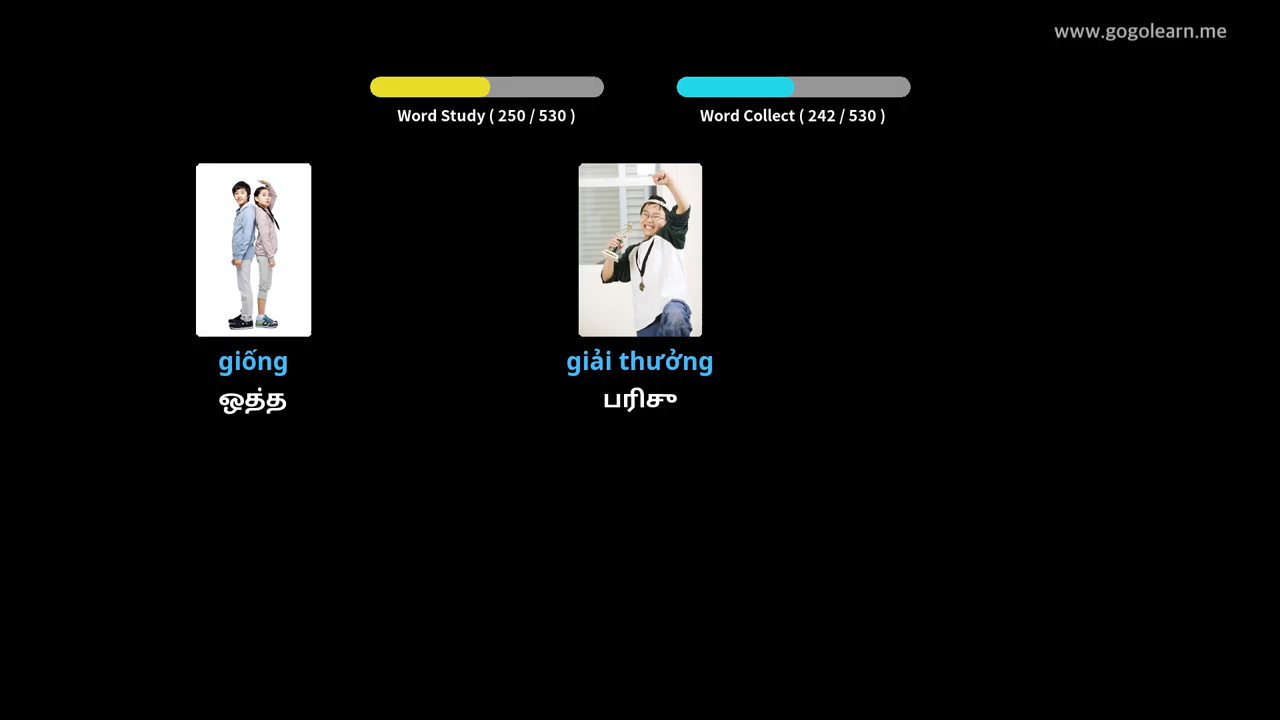 www.gogolearn.me
Word Study ( 250 / 530 )
Word Collect ( 242 / 530 )
giống
ஒத்த
giải thưởng
பரிசு